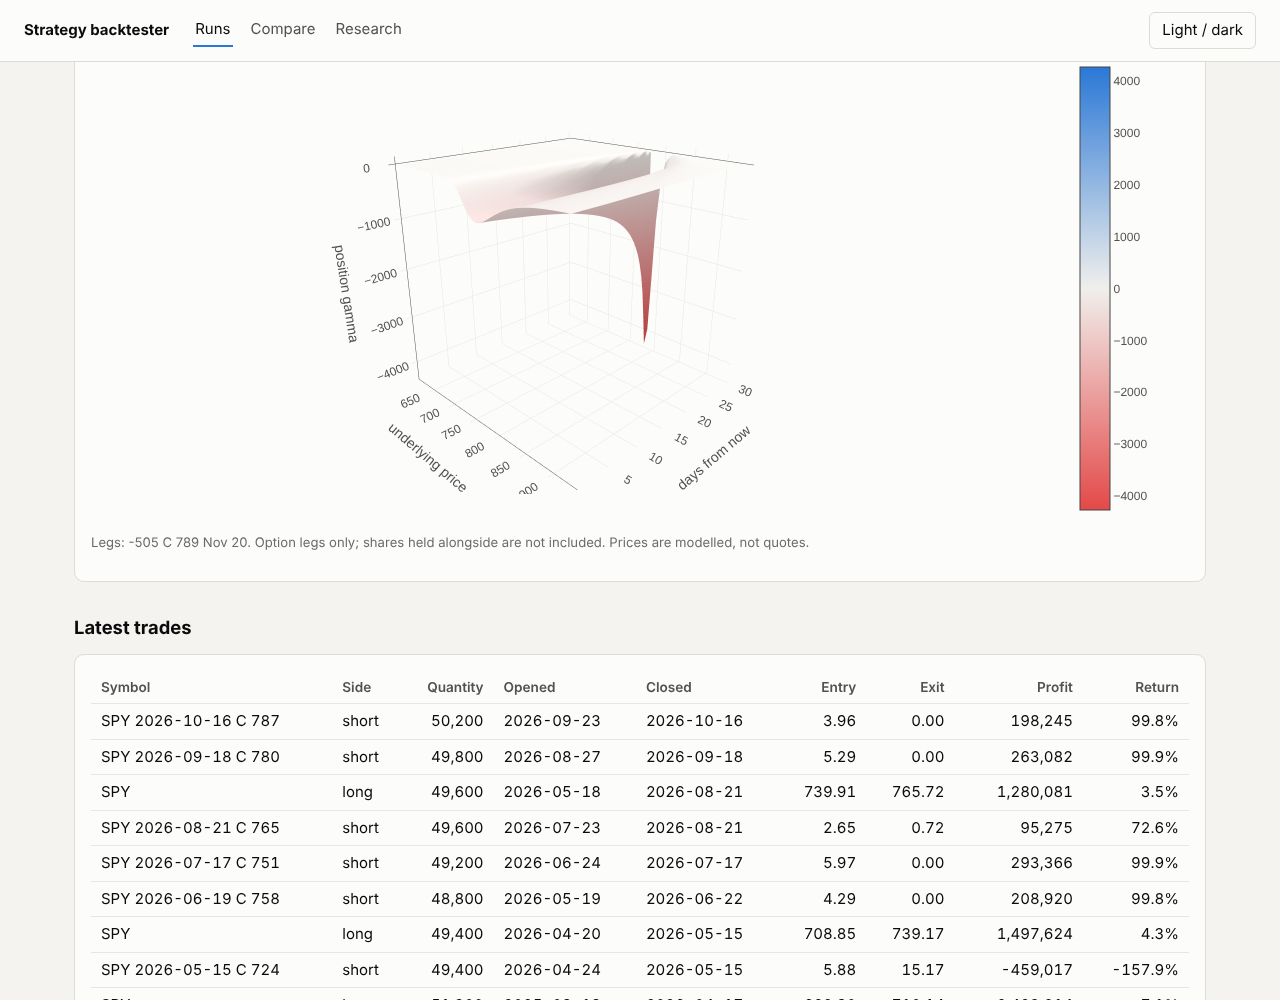 Strategy backtester Runs Compare Research Light / dark
4000
3000
2000
1000
0
−1000
−2000
−3000
−4000
0
−1000
−2000
−3000
−4000
position gamma
650
700
750
800
850
underlying price
5
10
15
20
25
30
days from now
Legs: -505 C 789 Nov 20. Option legs only; shares held alongside are not included. Prices are modelled, not quotes.
Latest trades
Symbol Side Quantity Opened Closed Entry Exit Profit Return
SPY 2026-10-16 C 787 short 50,200 2026-09-23 2026-10-16 3.96 0.00 198,245 99.8%
SPY 2026-09-18 C 780 short 49,800 2026-08-27 2026-09-18 5.29 0.00 263,082 99.9%
SPY long 49,600 2026-05-18 2026-08-21 739.91 765.72 1,280,081 3.5%
SPY 2026-08-21 C 765 short 49,600 2026-07-23 2026-08-21 2.65 0.72 95,275 72.6%
SPY 2026-07-17 C 751 short 49,200 2026-06-24 2026-07-17 5.97 0.00 293,366 99.9%
SPY 2026-06-19 C 758 short 48,800 2026-05-19 2026-06-22 4.29 0.00 208,920 99.8%
SPY long 49,400 2026-04-20 2026-05-15 708.85 739.17 1,497,624 4.3%
SPY 2026-05-15 C 724 short 49,400 2026-04-24 2026-05-15 5.88 15.17 -459,017 -157.9%